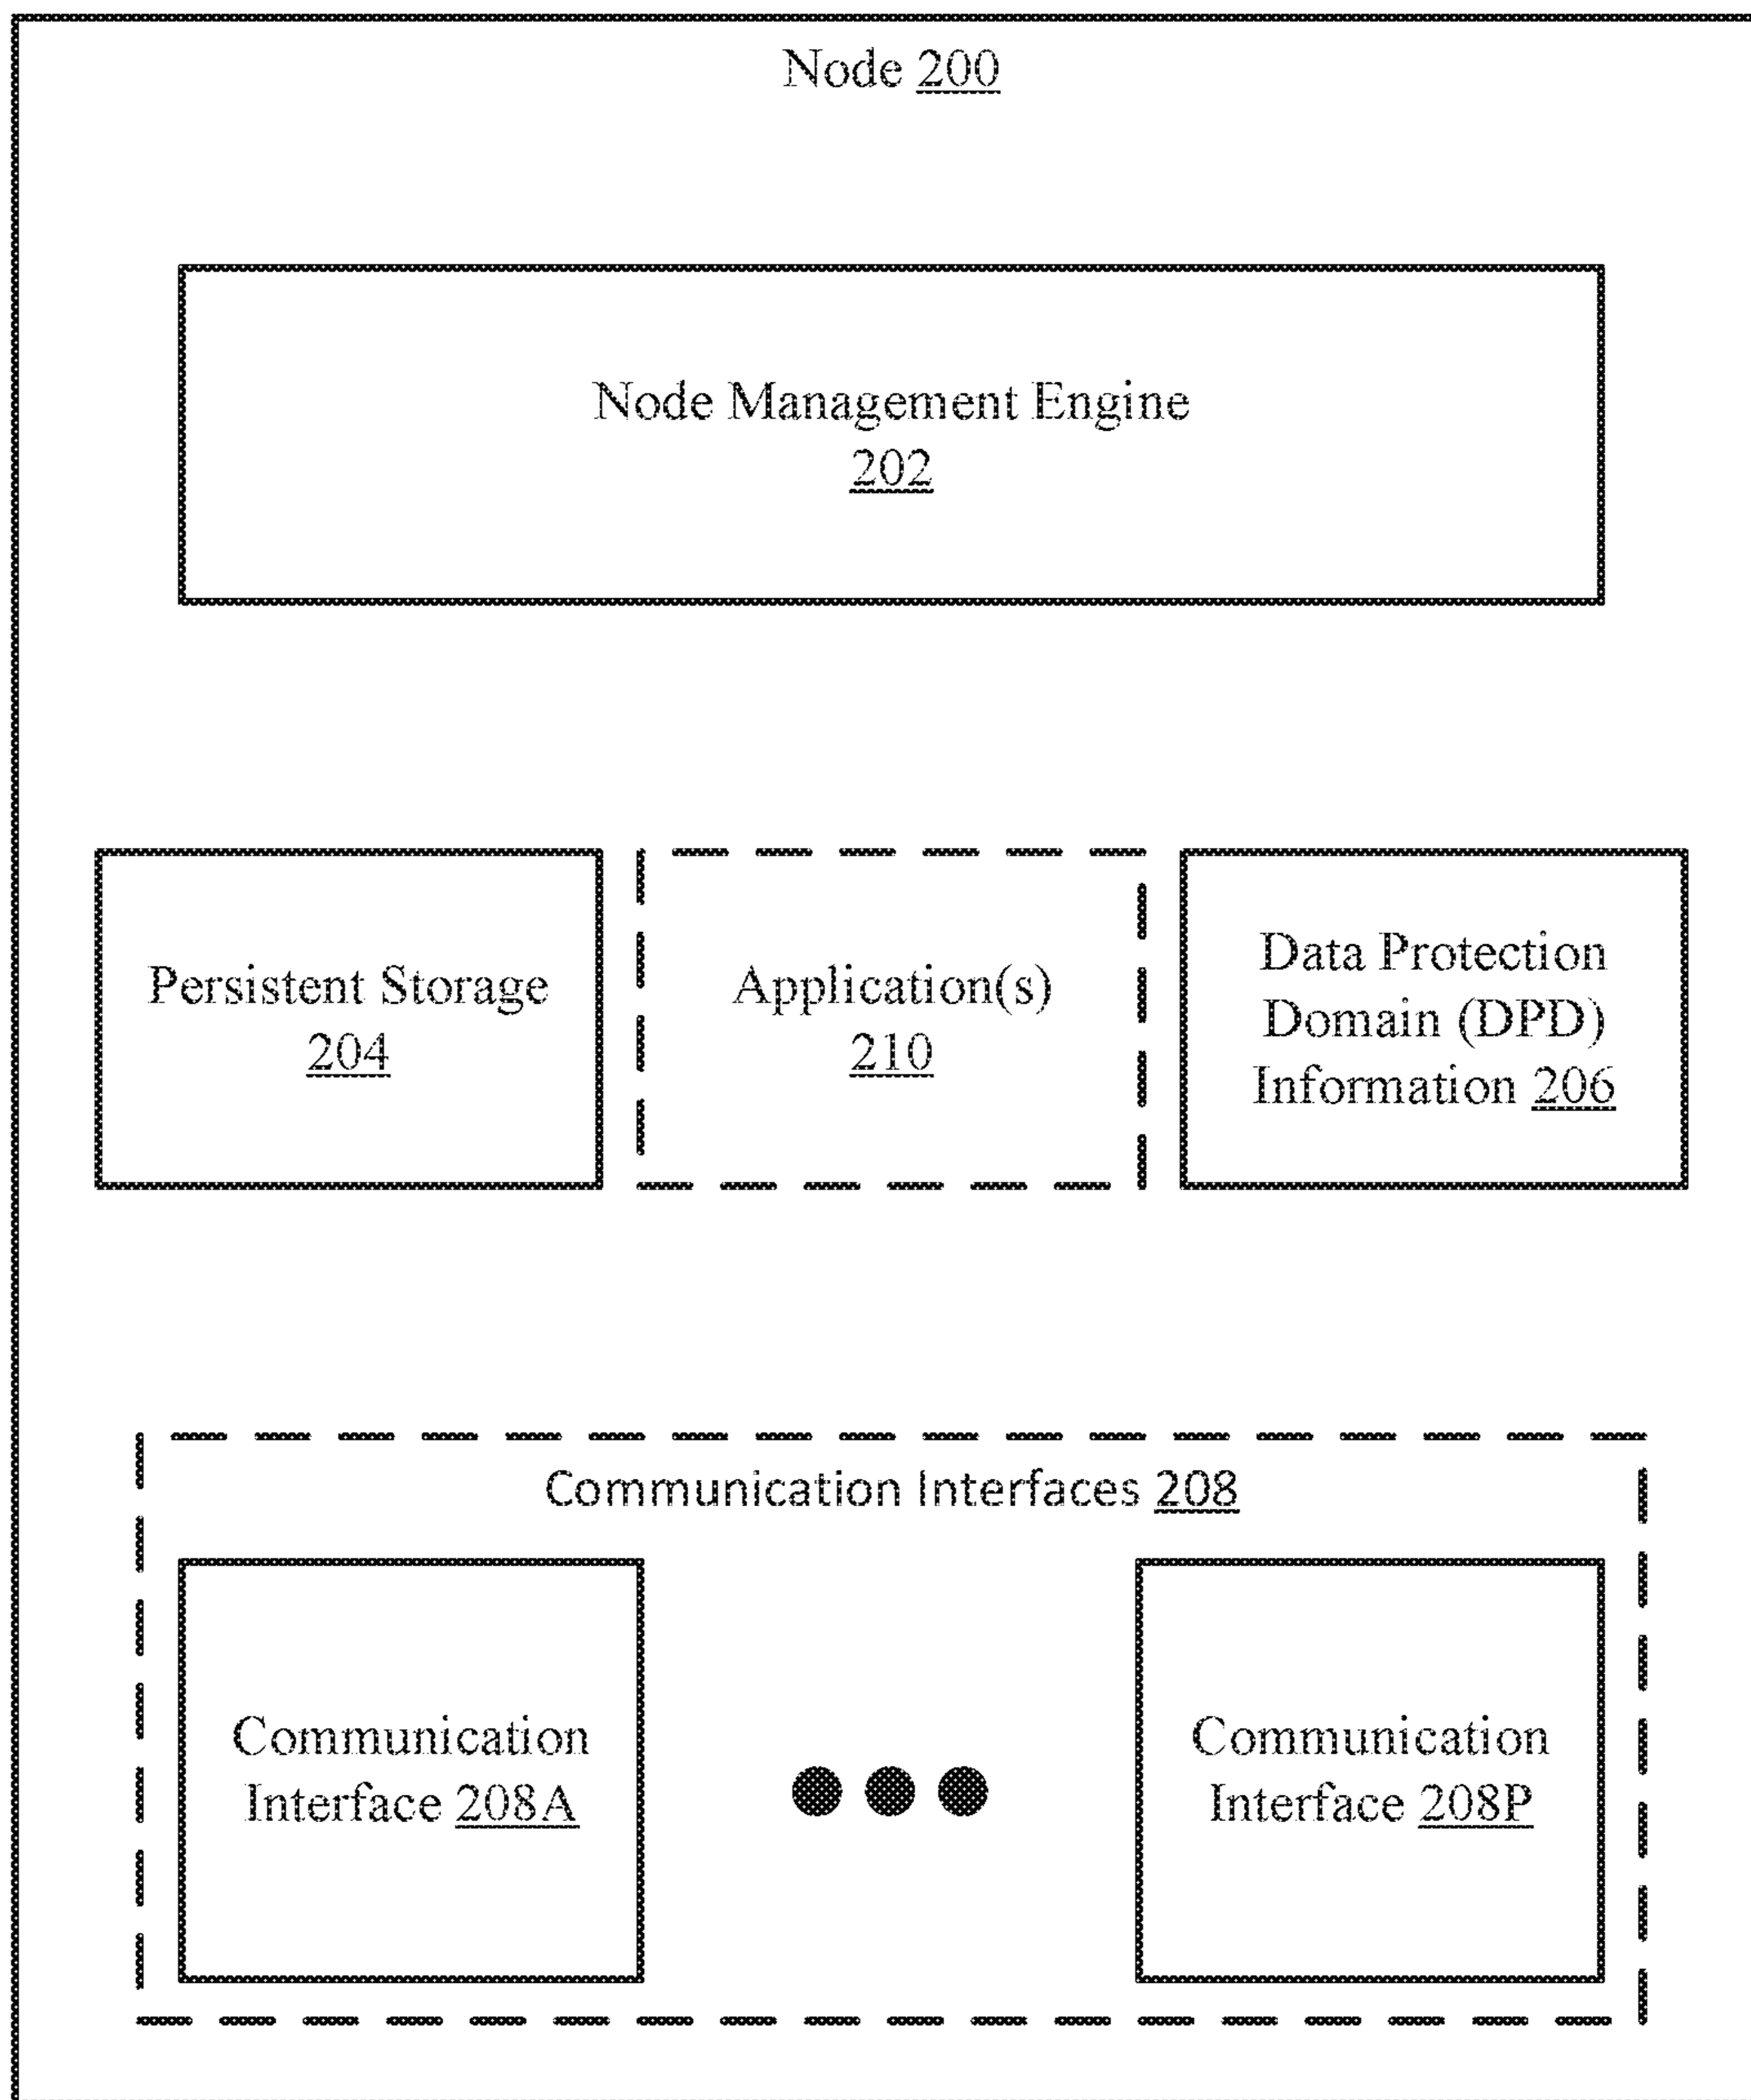 Node 200
Node Management Engine
202
Persistent Storage
204
Application(s)
210
Data Protection
Domain (DPD)
Information 206
Communication Interfaces 208
Communication
Interface 208A
Communication
Interface 208P